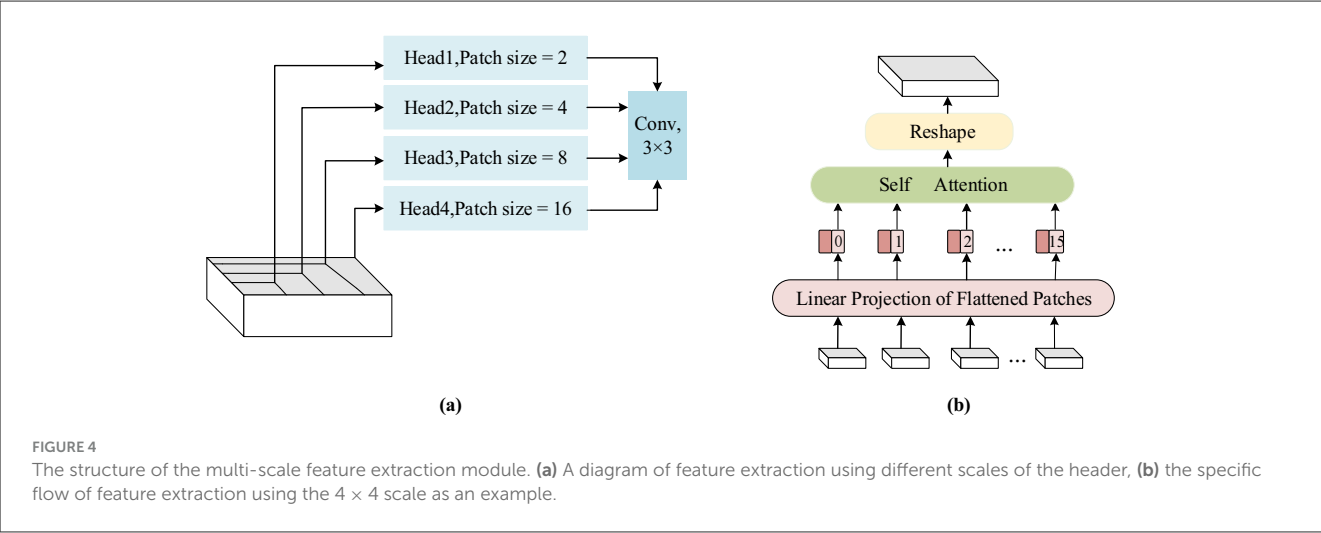 Head1,Patch size = 2
Head2,Patch size = 4
Head3,Patch size = 8
Head4,Patch size = 16
Conv,
3×3
(a)
Reshape
Self Attention
0 1 2 ... 15
Linear Projection of Flattened Patches
...
(b)
FIGURE 4
The structure of the multi-scale feature extraction module. (a) A diagram of feature extraction using different scales of the header, (b) the specific
flow of feature extraction using the 4 × 4 scale as an example.